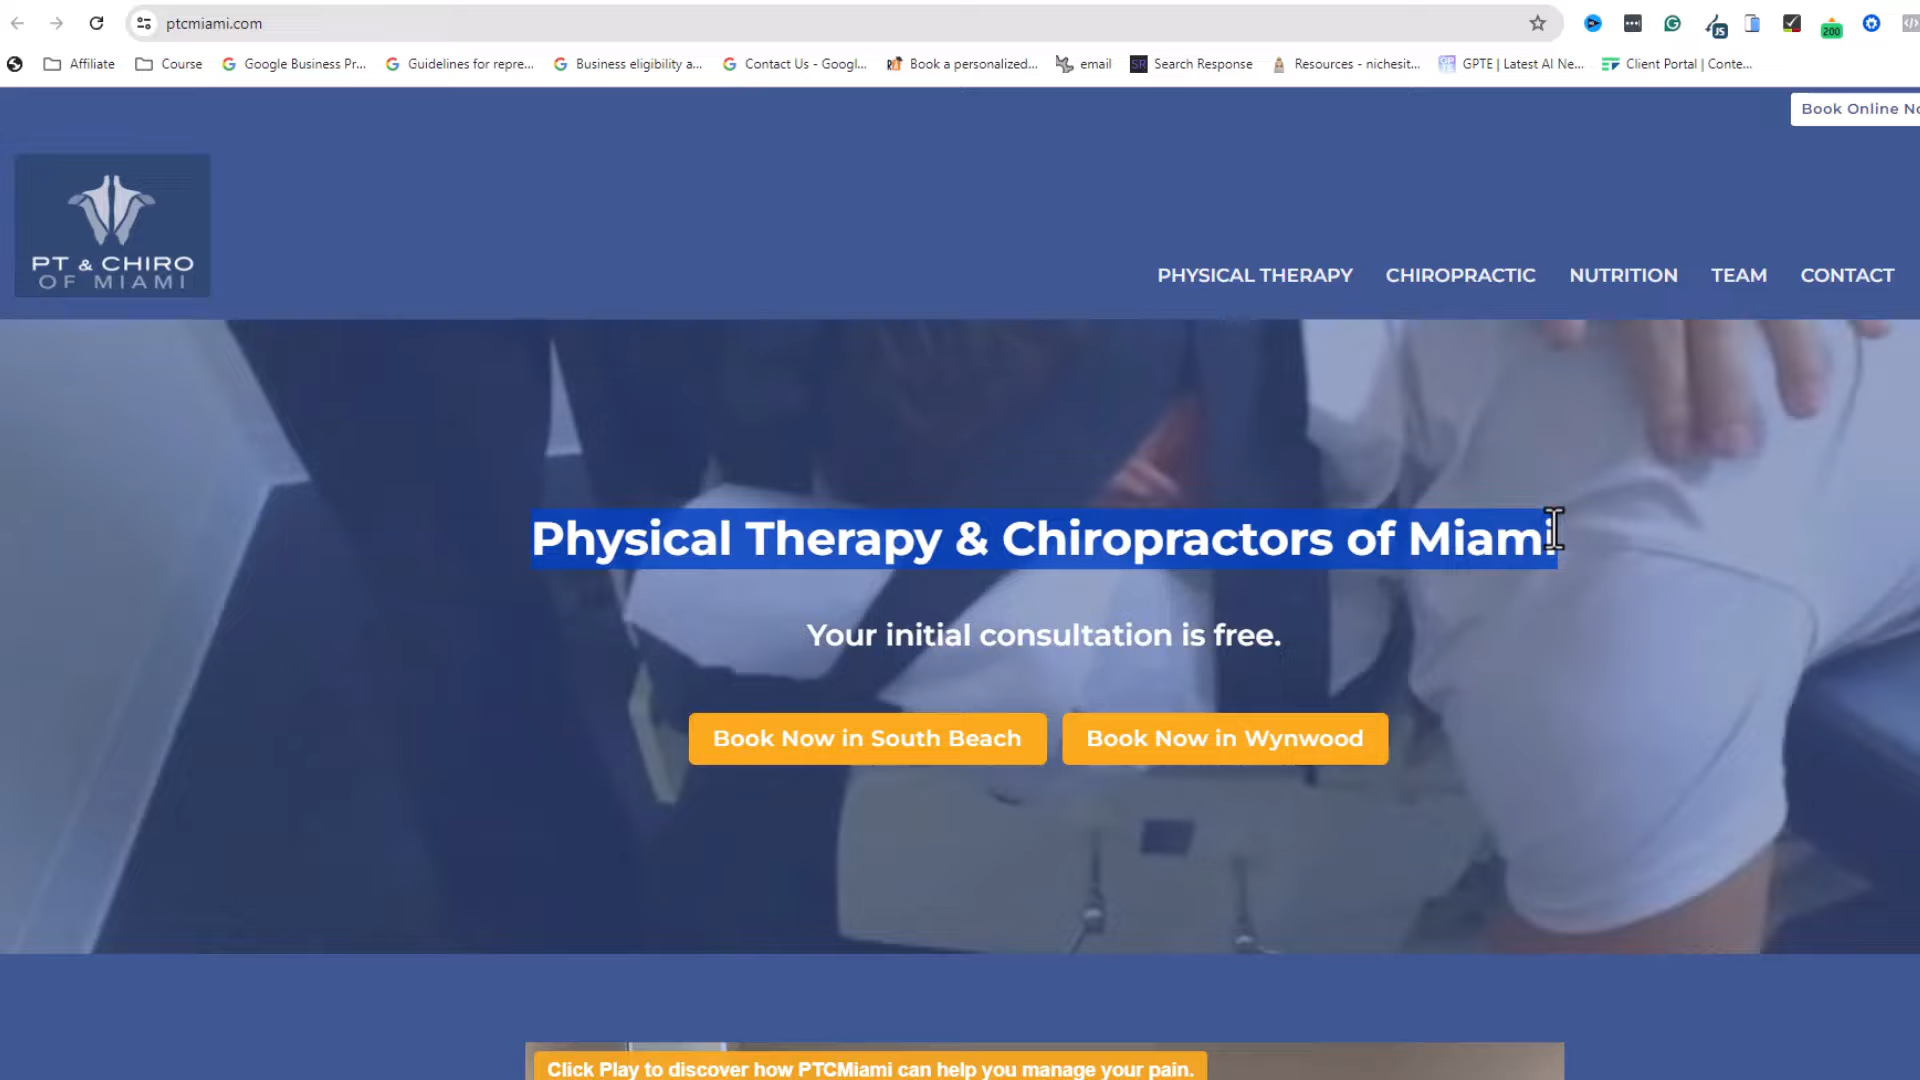 ptcmiami.com
200
JS
Affiliate
Course
Google Business Pr...
Guidelines for repre...
Business eligibility a...
Contact Us - Googl...
Book a personalized...
email
SR
Search Response
Resources - nichesit...
GPTE | Latest AI Ne...
Client Portal | Conte...
Book Online No
PT & CHIRO
OF MIAMI
PHYSICAL THERAPY
CHIROPRACTIC
NUTRITION
TEAM
CONTACT
Physical Therapy & Chiropractors of Miami
Your initial consultation is free.
Book Now in South Beach
Book Now in Wynwood
Click Play to discover how PTCMiami can help you manage your pain.